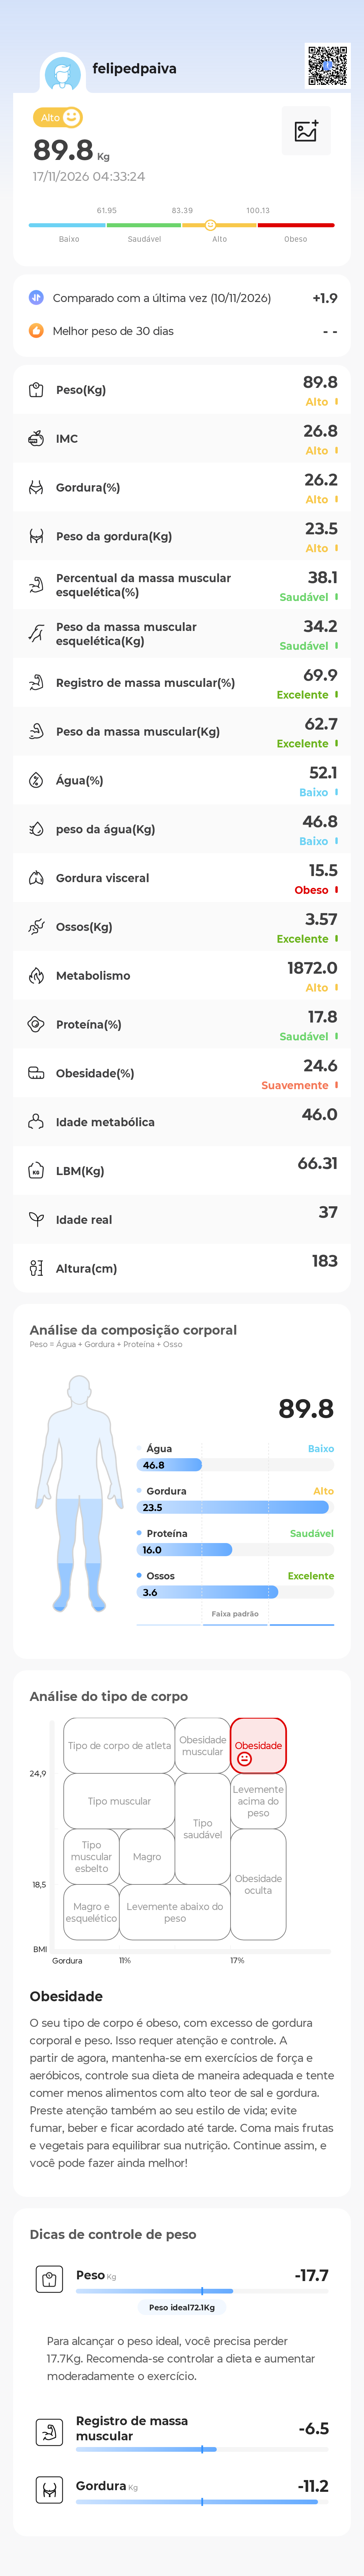 felipedpaiva
Alto
89.8 Kg
17/11/2026 04:33:24
61.95 83.39 100.13
Baixo Saudável Alto Obeso
Comparado com a última vez (10/11/2026) +1.9
Melhor peso de 30 dias - -
Peso(Kg) 89.8
Alto
IMC 26.8
Alto
Gordura(%) 26.2
Alto
Peso da gordura(Kg) 23.5
Alto
Percentual da massa muscular
esquelética(%) 38.1
Saudável
Peso da massa muscular
esquelética(Kg) 34.2
Saudável
Registro de massa muscular(%) 69.9
Excelente
Peso da massa muscular(Kg) 62.7
Excelente
Água(%) 52.1
Baixo
peso da água(Kg) 46.8
Baixo
Gordura visceral 15.5
Obeso
Ossos(Kg) 3.57
Excelente
Metabolismo 1872.0
Alto
Proteína(%) 17.8
Saudável
Obesidade(%) 24.6
Suavemente
Idade metabólica 46.0
KG
LBM(Kg) 66.31
Idade real 37
Altura(cm) 183
Análise da composição corporal
Peso = Água + Gordura + Proteína + Osso
89.8
Água Baixo
46.8
Gordura Alto
23.5
Proteína Saudável
16.0
Ossos Excelente
3.6
Faixa padrão
Análise do tipo de corpo
Tipo de corpo de atleta
Obesidade
muscular
Obesidade
24,9
Tipo muscular
Tipo
saudável
Levemente
acima do
peso
Tipo
muscular
esbelto
Magro
Obesidade
oculta
18,5
Magro e
esquelético
Levemente abaixo do
peso
BMI
Gordura 11% 17%
Obesidade
O seu tipo de corpo é obeso, com excesso de gordura
corporal e peso. Isso requer atenção e controle. A
partir de agora, mantenha-se em exercícios de força e
aeróbicos, controle sua dieta de maneira adequada e tente
comer menos alimentos com alto teor de sal e gordura.
Preste atenção também ao seu estilo de vida; evite
fumar, beber e ficar acordado até tarde. Coma mais frutas
e vegetais para equilibrar sua nutrição. Continue assim, e
você pode fazer ainda melhor!
Dicas de controle de peso
Peso Kg -17.7
Peso ideal72.1Kg
Para alcançar o peso ideal, você precisa perder
17.7Kg. Recomenda-se controlar a dieta e aumentar
moderadamente o exercício.
Registro de massa
muscular -6.5
Gordura Kg -11.2